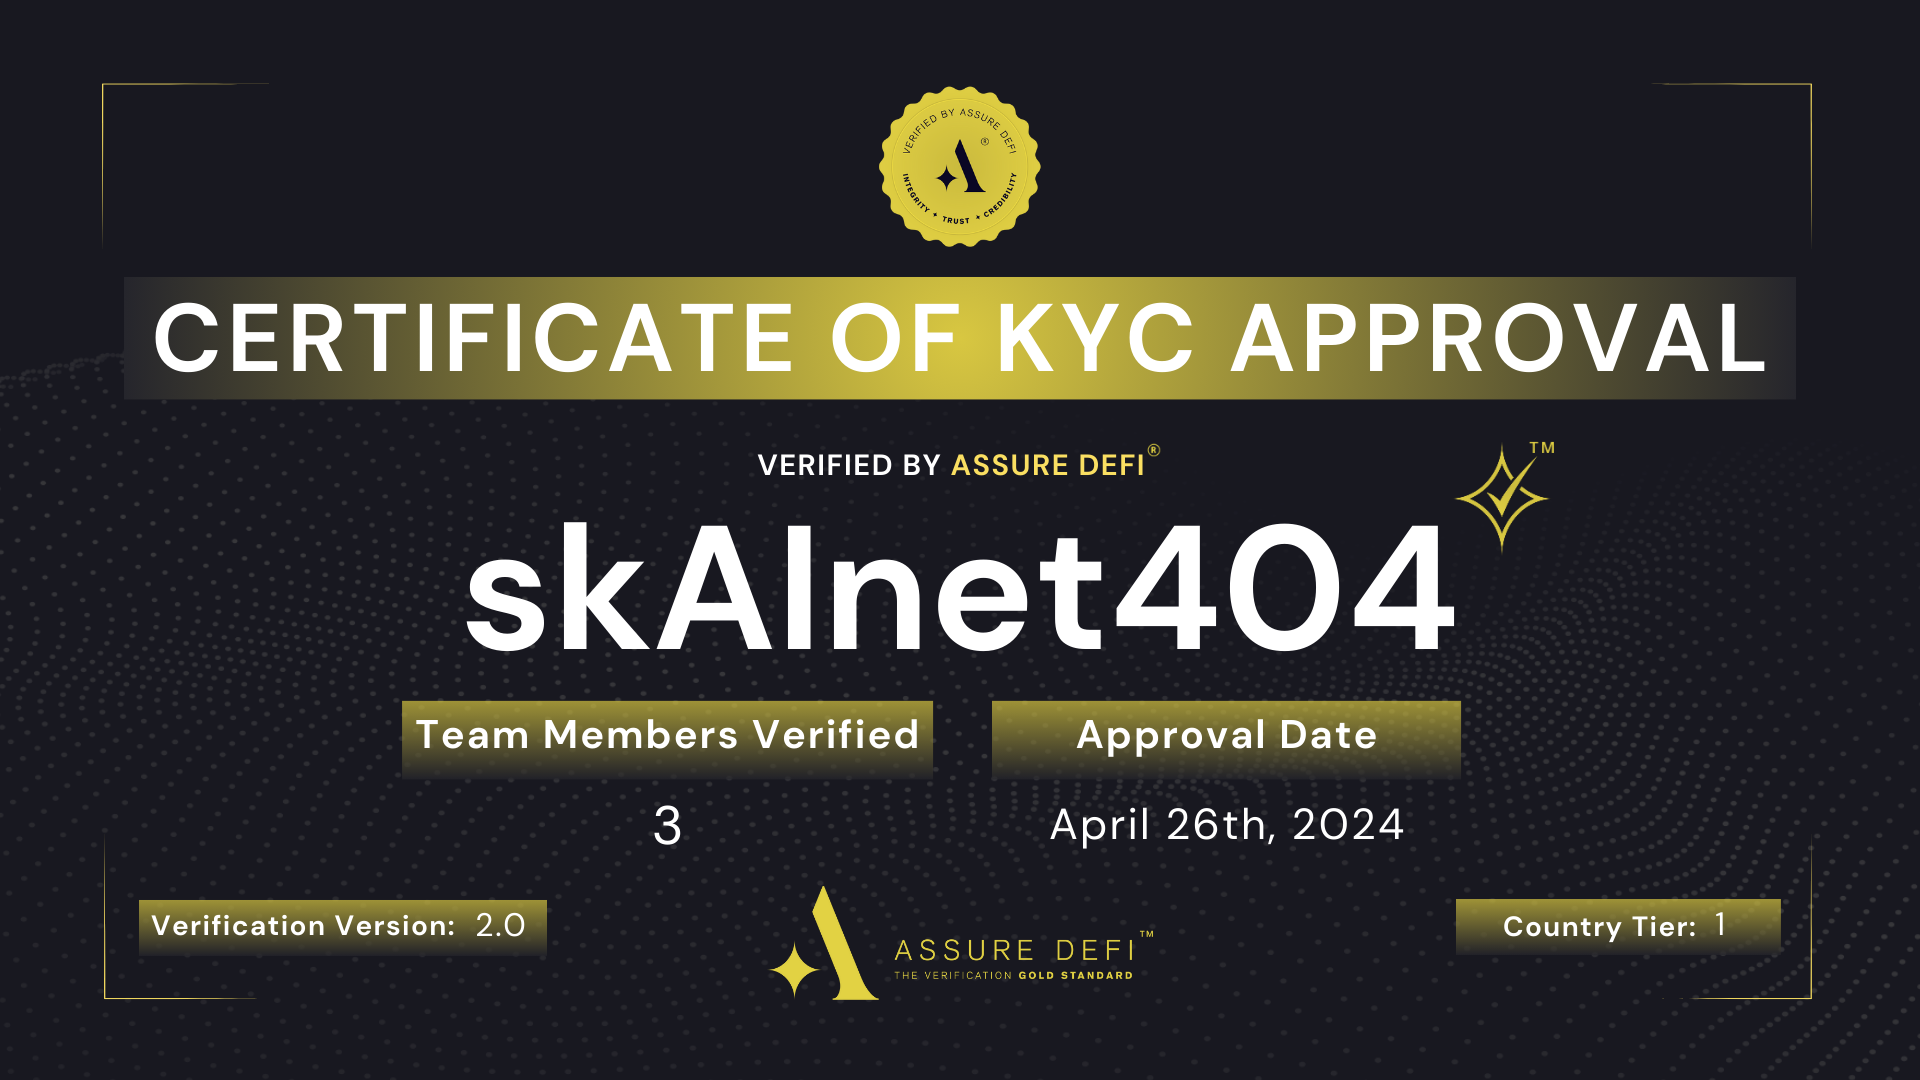 VERIFIED BY ASSURE DEFI
A®
INTEGRITY ✦ TRUST ✦ CREDIBILITY
CERTIFICATE OF KYC APPROVAL
VERIFIED BY ASSURE DEFI®
TM
skAInet404
Team Members Verified
Approval Date
3
April 26th, 2024
Verification Version: 2.0
Country Tier: 1
ASSURE DEFI™
THE VERIFICATION GOLD STANDARD